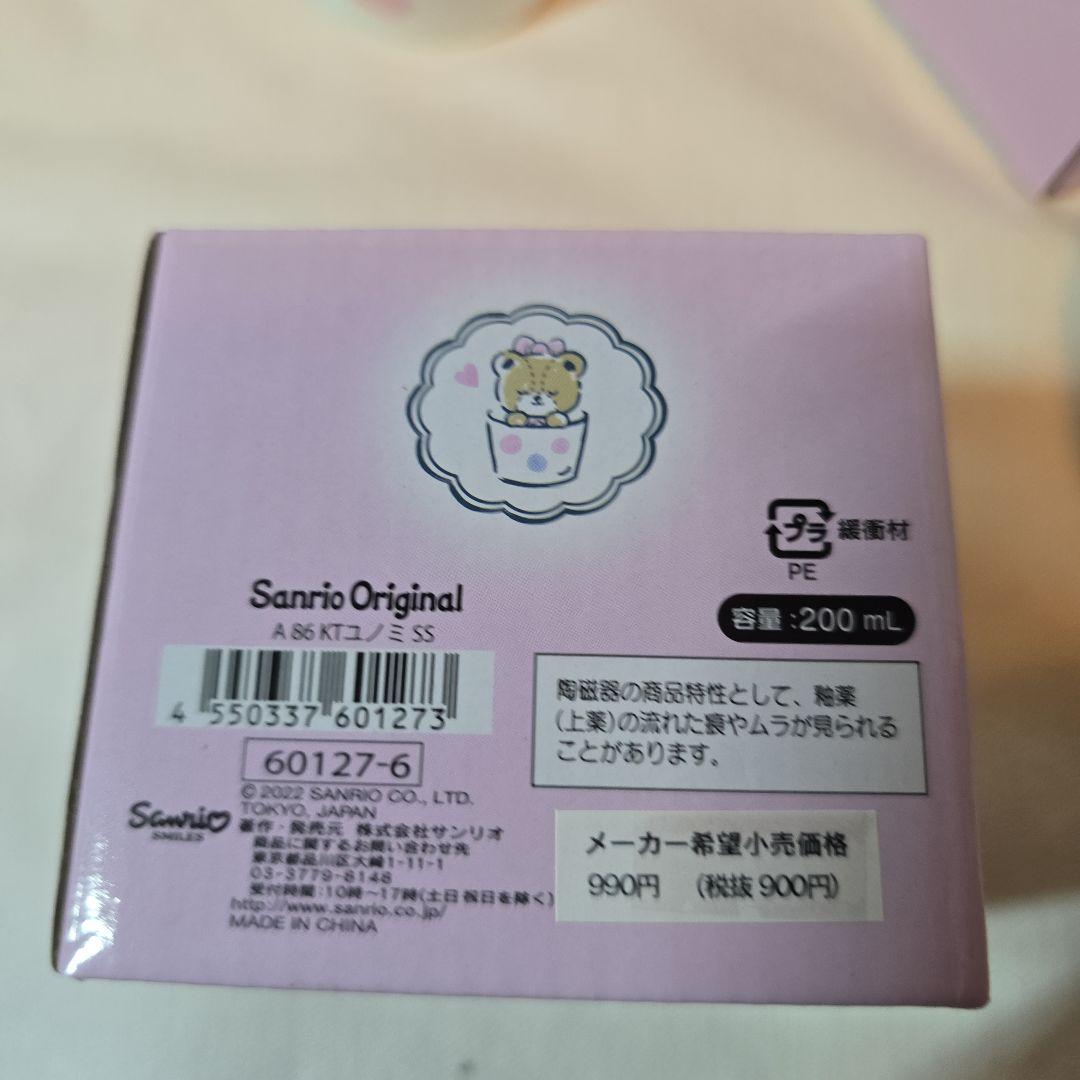 プラ 緩衝材
PE
Sanrio Original
A 86 KTユノミ SS
容量:200 mL
4 550337 601273
60127-6
陶磁器の商品特性として、釉薬
(上薬)の流れた痕やムラが見られる
ことがあります。
© 2022 SANRIO CO., LTD.
TOKYO, JAPAN
Sanrio
SMILES
著作・発売元 株式会社サンリオ
商品に関するお問い合わせ先
東京都品川区大崎1-11-1
03-3779-8148
受付時間:10時〜17時(土日祝日を除く)
http://www.sanrio.co.jp/
MADE IN CHINA
メーカー希望小売価格
990円 (税抜 900円)